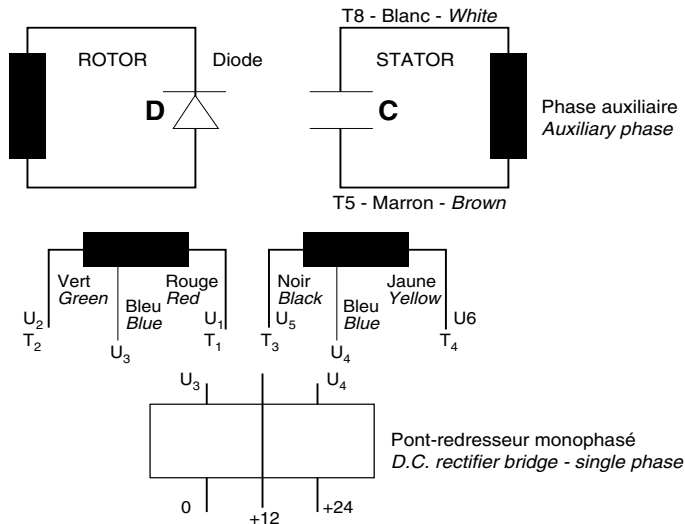 T8 - Blanc - White
ROTOR
Diode
STATOR
D
C
Phase auxiliaire
Auxiliary phase
T5 - Marron - Brown
Vert
Green
Rouge
Red
Noir
Black
Jaune
Yellow
Bleu
Blue
Bleu
Blue
U2
T2
U1
T1
U5
T3
U6
T4
U3
U4
U3
U4
Pont-redresseur monophasé
D.C. rectifier bridge - single phase
0
+12
+24